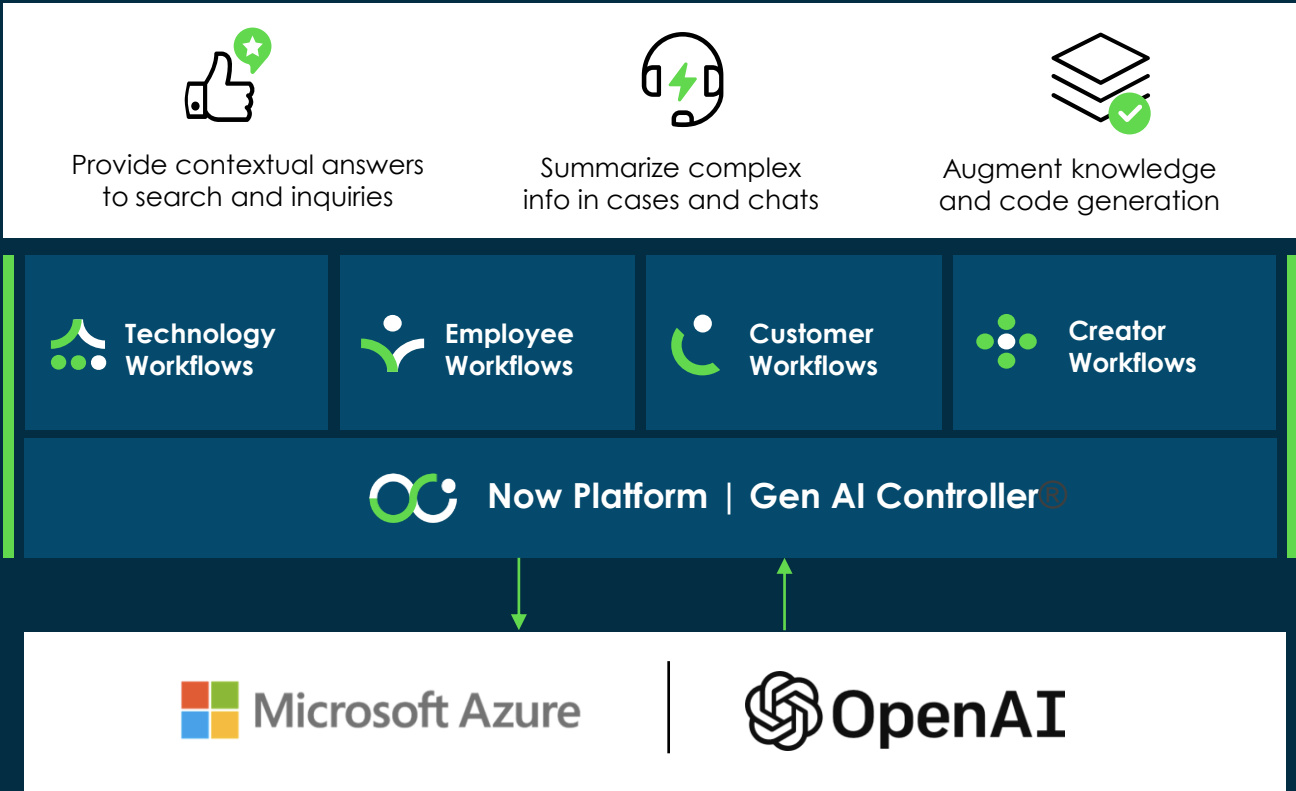 Provide contextual answers
to search and inquiries
Summarize complex
info in cases and chats
Augment knowledge
and code generation
Technology
Workflows
Employee
Workflows
Customer
Workflows
Creator
Workflows
Now Platform | Gen AI Controller®
Microsoft Azure
OpenAI